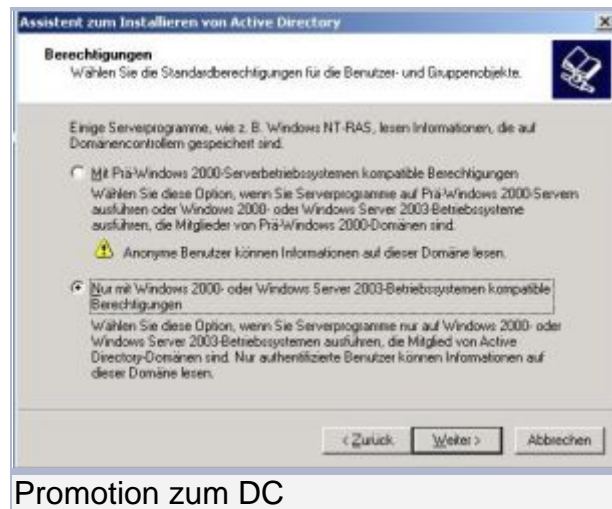 Assistent zum Installieren von Active Directory
Berechtigungen
Wählen Sie die Standardberechtigungen für die Benutzer- und Gruppenobjekte.
Einige Serverprogramme, wie z. B. Windows NT-RAS, lesen Informationen, die auf
Domänencontrollern gespeichert sind.
Mit Prä-Windows 2000-Serverbetriebssystemen kompatible Berechtigungen
Wählen Sie diese Option, wenn Sie Serverprogramme auf Prä-Windows 2000-Servern
ausführen oder Windows 2000- oder Windows Server 2003-Betriebssysteme
ausführen, die Mitglieder von Prä-Windows 2000-Domänen sind.
Anonyme Benutzer können Informationen auf dieser Domäne lesen.
Nur mit Windows 2000- oder Windows Server 2003-Betriebssystemen kompatible
Berechtigungen
Wählen Sie diese Option, wenn Sie Serverprogramme nur auf Windows 2000- oder
Windows Server 2003-Betriebssystemen ausführen, die Mitglied von Active
Directory-Domänen sind. Nur authentifizierte Benutzer können Informationen auf
dieser Domäne lesen.
< Zurück Weiter > Abbrechen
Promotion zum DC